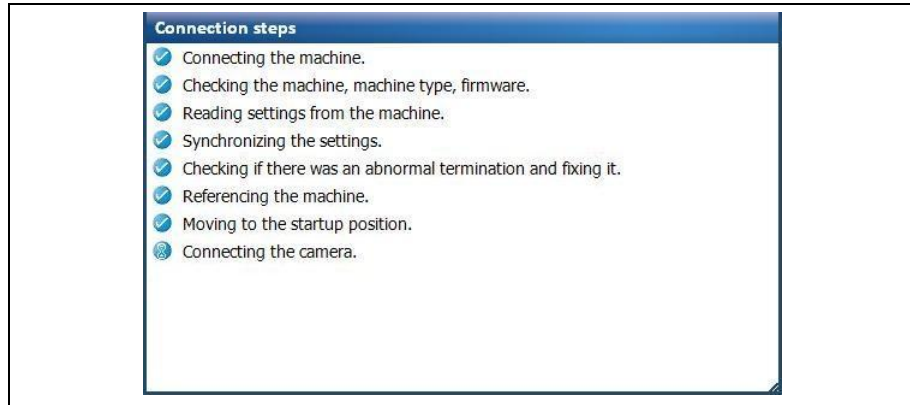 Connection steps
Connecting the machine.
Checking the machine, machine type, firmware.
Reading settings from the machine.
Synchronizing the settings.
Checking if there was an abnormal termination and fixing it.
Referencing the machine.
Moving to the startup position.
Connecting the camera.